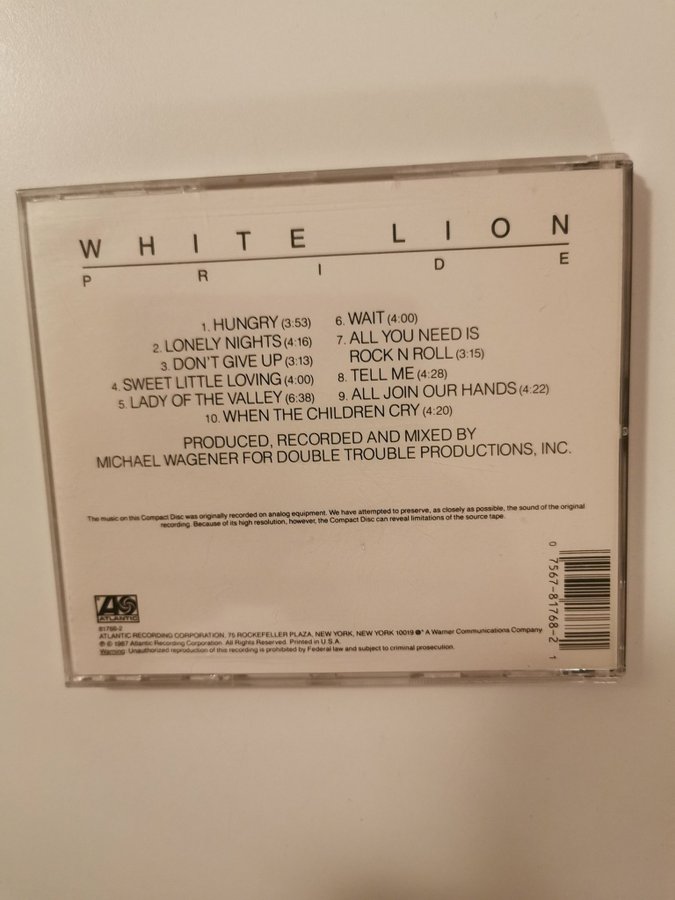 WHITE LION
PRIDE
1. HUNGRY (3:53)
2. LONELY NIGHTS (4:16)
3. DON'T GIVE UP (3:13)
4. SWEET LITTLE LOVING (4:00)
5. LADY OF THE VALLEY (6:38)
6. WAIT (4:00)
7. ALL YOU NEED IS
ROCK N ROLL (3:15)
8. TELL ME (4:28)
9. ALL JOIN OUR HANDS (4:22)
10. WHEN THE CHILDREN CRY (4:20)
PRODUCED, RECORDED AND MIXED BY
MICHAEL WAGENER FOR DOUBLE TROUBLE PRODUCTIONS, INC.
The music on this Compact Disc was originally recorded on analog equipment. We have attempted to preserve, as closely as possible, the sound of the original
recording. Because of its high resolution, however, the Compact Disc can reveal limitations of the source tape.
ATLANTIC
81768-2
ATLANTIC RECORDING CORPORATION, 75 ROCKEFELLER PLAZA, NEW YORK, NEW YORK 10019 ®* A Warner Communications Company
℗ © 1987 Atlantic Recording Corporation. All Rights Reserved. Printed in U.S.A.
Warning: Unauthorized reproduction of this recording is prohibited by Federal law and subject to criminal prosecution.
0 7567-81768-2 1